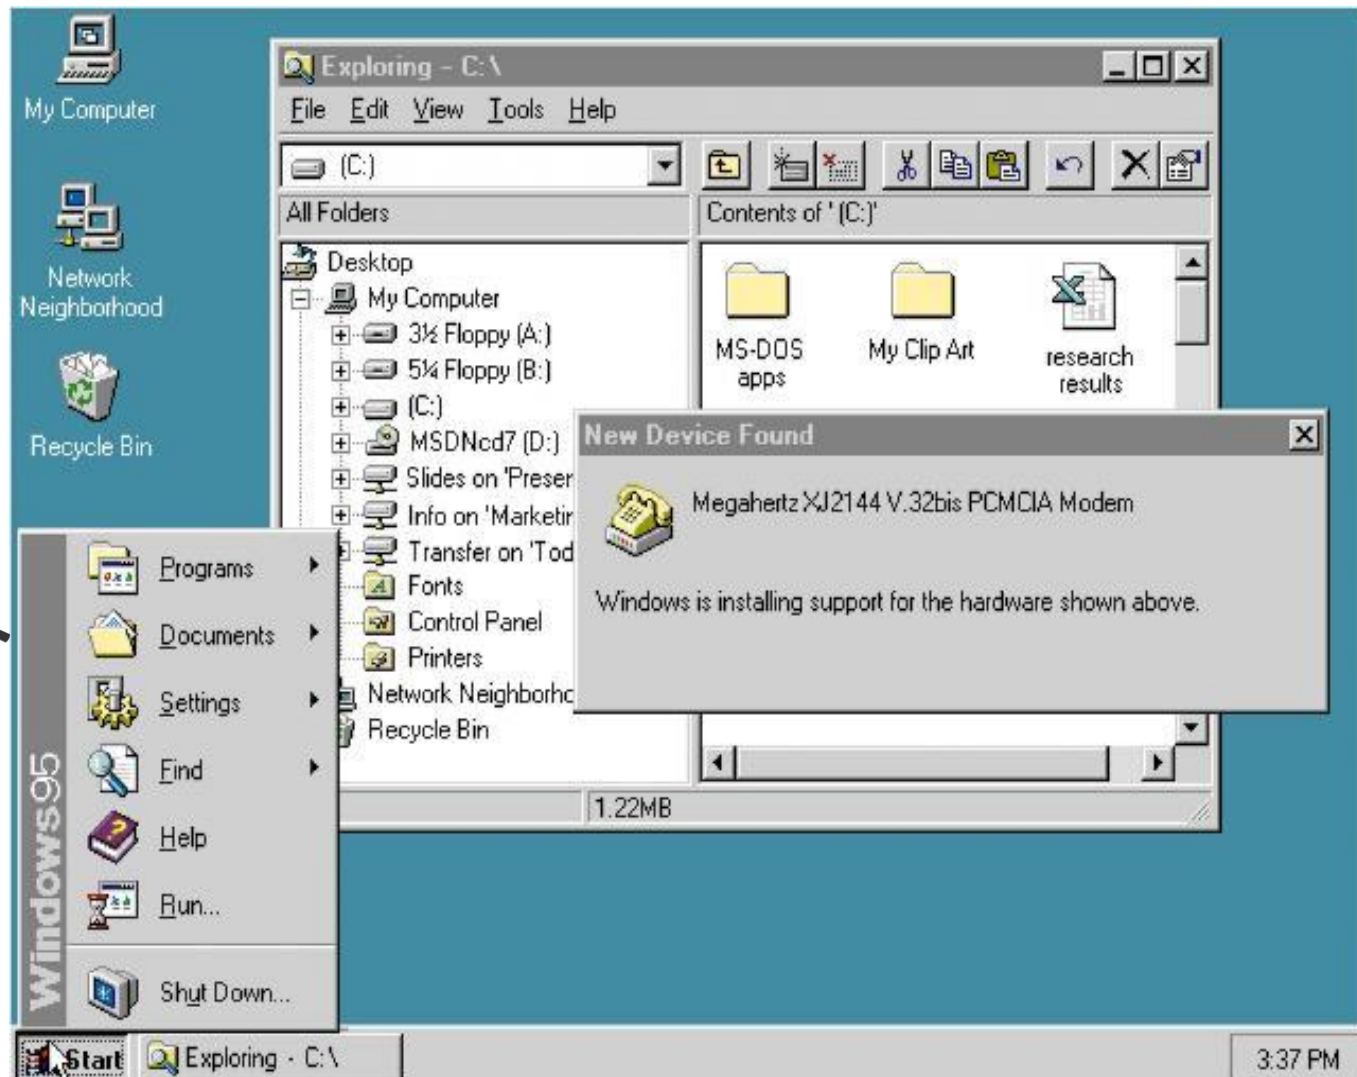 My Computer
Network
Neighborhood
Recycle Bin
Exploring - C:\
File Edit View Tools Help
(C:)
All Folders
Contents of ' (C:)'
Desktop
My Computer
3½ Floppy (A:)
5¼ Floppy (B:)
(C:)
MSDNcd7 (D:)
Slides on 'Preser
Info on 'Marketir
Transfer on 'Tod
Fonts
Control Panel
Printers
Network Neighborho
Recycle Bin
MS-DOS
apps
My Clip Art
research
results
1.22MB
New Device Found
Megahertz XJ2144 V.32bis PCMCIA Modem
Windows is installing support for the hardware shown above.
Windows95
Programs
Documents
Settings
Find
Help
Run...
Shut Down...
Start
Exploring - C:\
3:37 PM